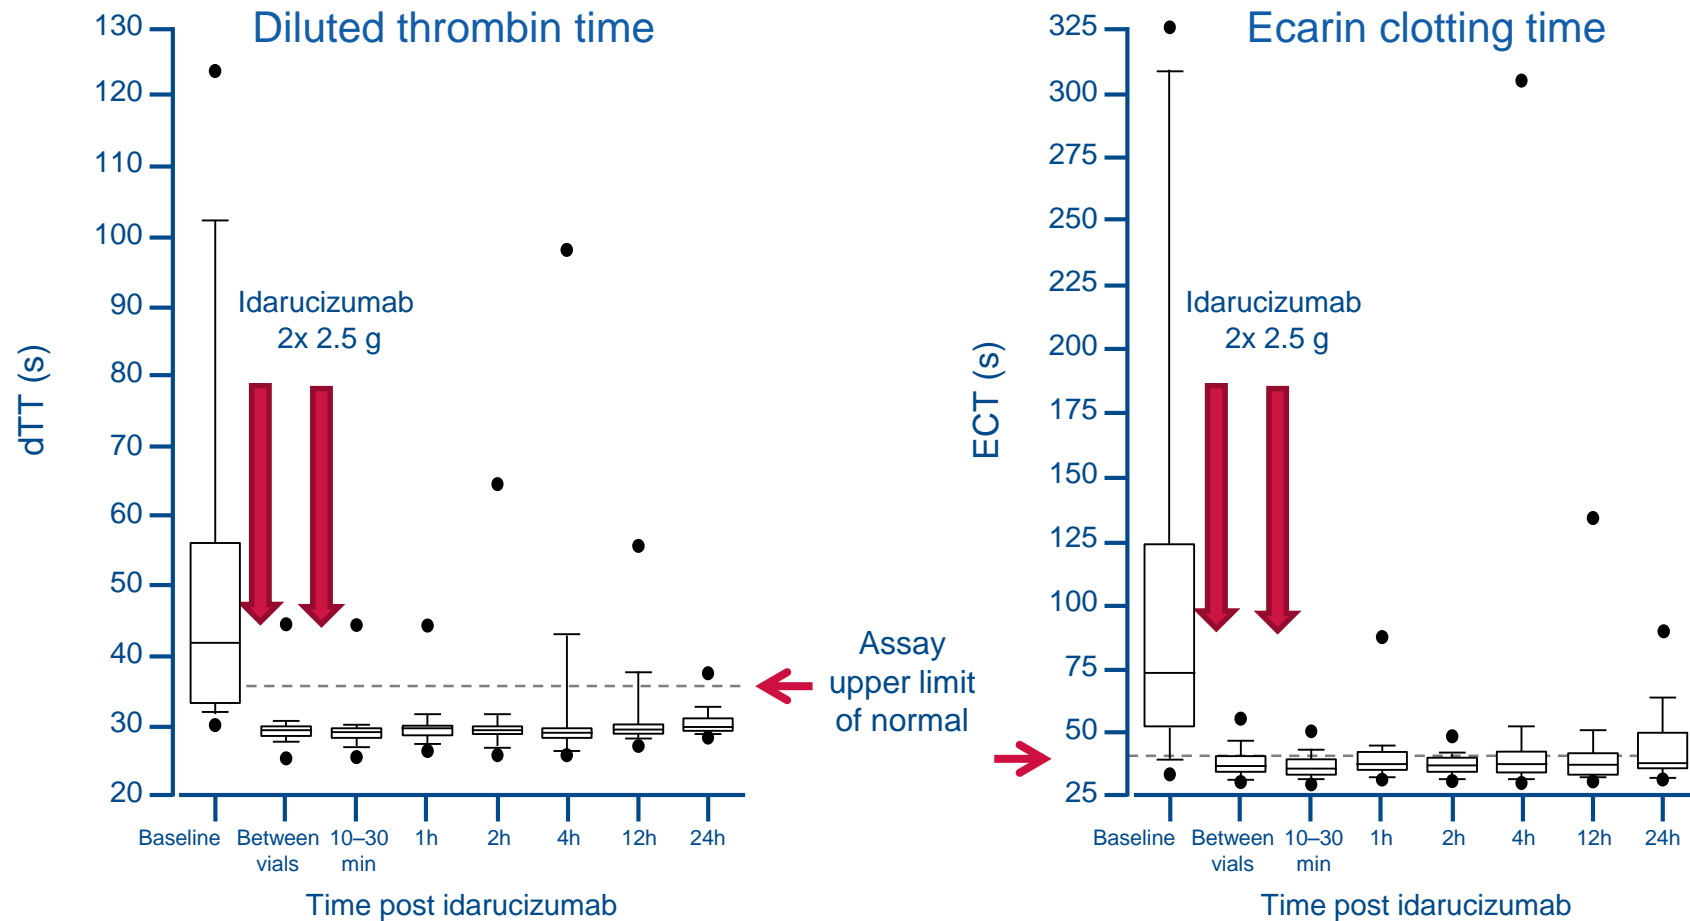 Diluted thrombin time
130
120
110
100
90
80
70
60
50
40
30
20
dTT (s)
Idarucizumab
2x 2.5 g
Baseline
Between
vials
10–30
min
1h
2h
4h
12h
24h
Time post idarucizumab
Assay
upper limit
of normal
Ecarin clotting time
325
300
275
250
225
200
175
150
125
100
75
50
25
ECT (s)
Idarucizumab
2x 2.5 g
Baseline
Between
vials
10–30
min
1h
2h
4h
12h
24h
Time post idarucizumab